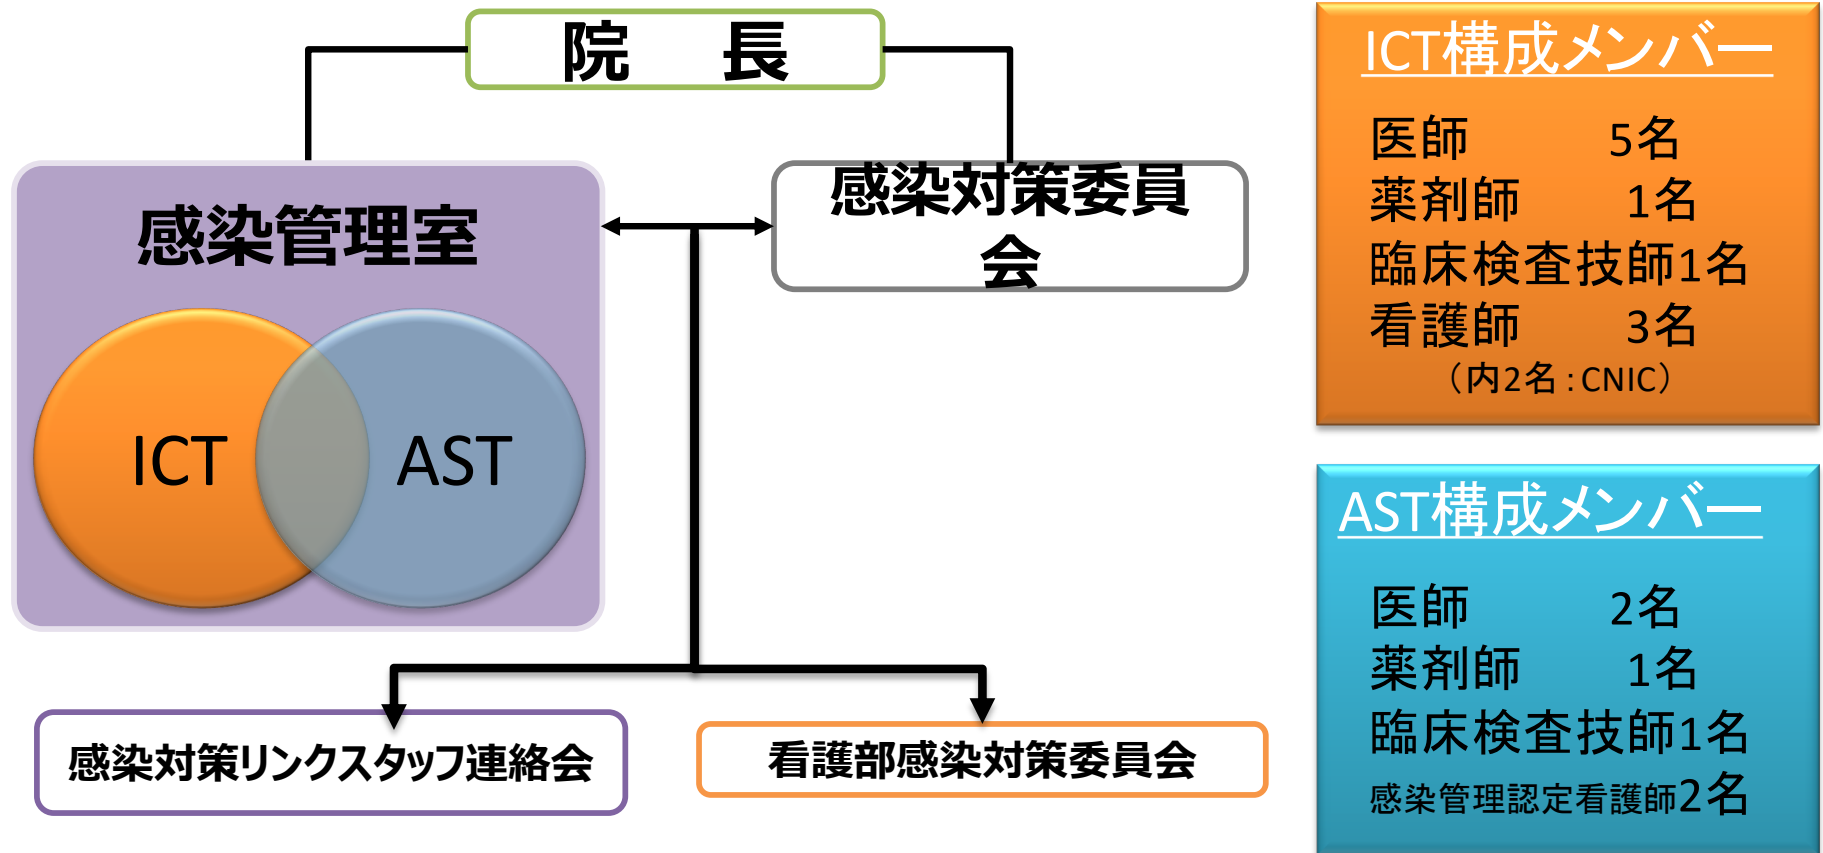 院　長
感染管理室
感染対策委員
会
ICT
AST
感染対策リンクスタッフ連絡会
看護部感染対策委員会
ICT構成メンバー
医師　　　5名
薬剤師　　1名
臨床検査技師1名
看護師　　3名
（内2名：CNIC）
AST構成メンバー
医師　　　2名
薬剤師　　1名
臨床検査技師1名
感染管理認定看護師2名